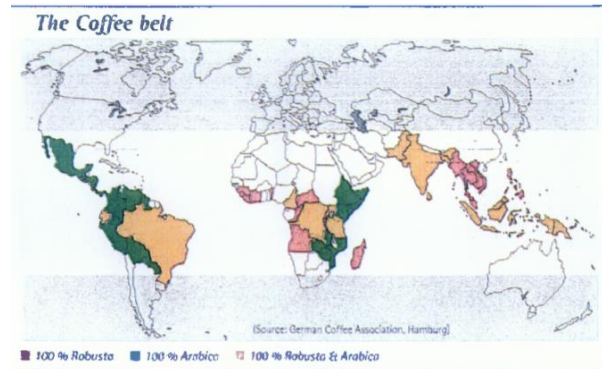 The Coffee belt
(Source: German Coffee Association, Hamburg)
100 % Robusta
100 % Arabica
100 % Robusta & Arabica